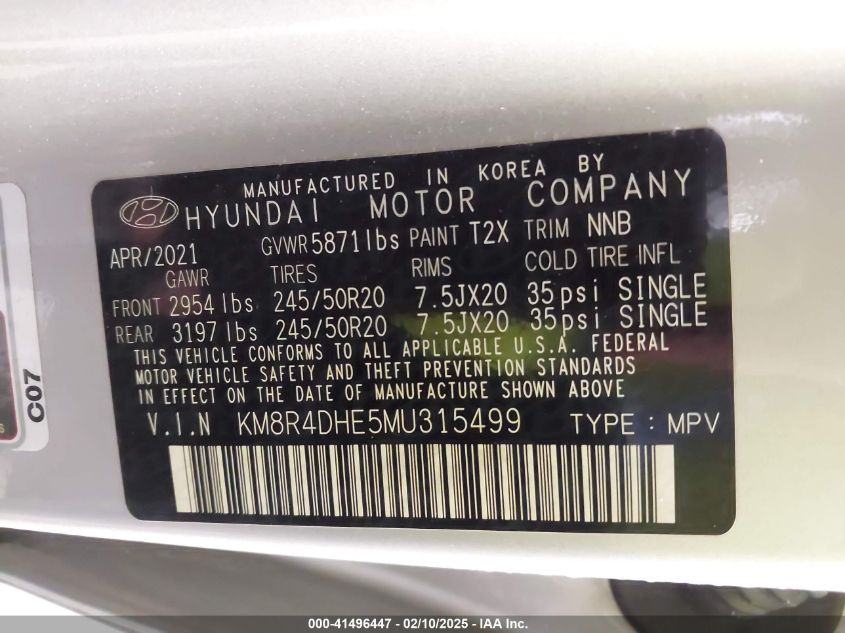 MANUFACTURED IN KOREA BY
HYUNDAI MOTOR COMPANY
APR/2021 GVWR 5871lbs PAINT T2X TRIM NNB
GAWR TIRES RIMS COLD TIRE INFL
FRONT 2954 lbs 245/50R20 7.5JX20 35psi SINGLE
REAR 3197 lbs 245/50R20 7.5JX20 35psi SINGLE
THIS VEHICLE CONFORMS TO ALL APPLICABLE U.S.A. FEDERAL
MOTOR VEHICLE SAFETY AND THEFT PREVENTION STANDARDS
IN EFFECT ON THE DATE OF MANUFACTURE SHOWN ABOVE
V.I.N KM8R4DHE5MU315499 TYPE : MPV
C07
000-41496447 - 02/10/2025 - IAA Inc.